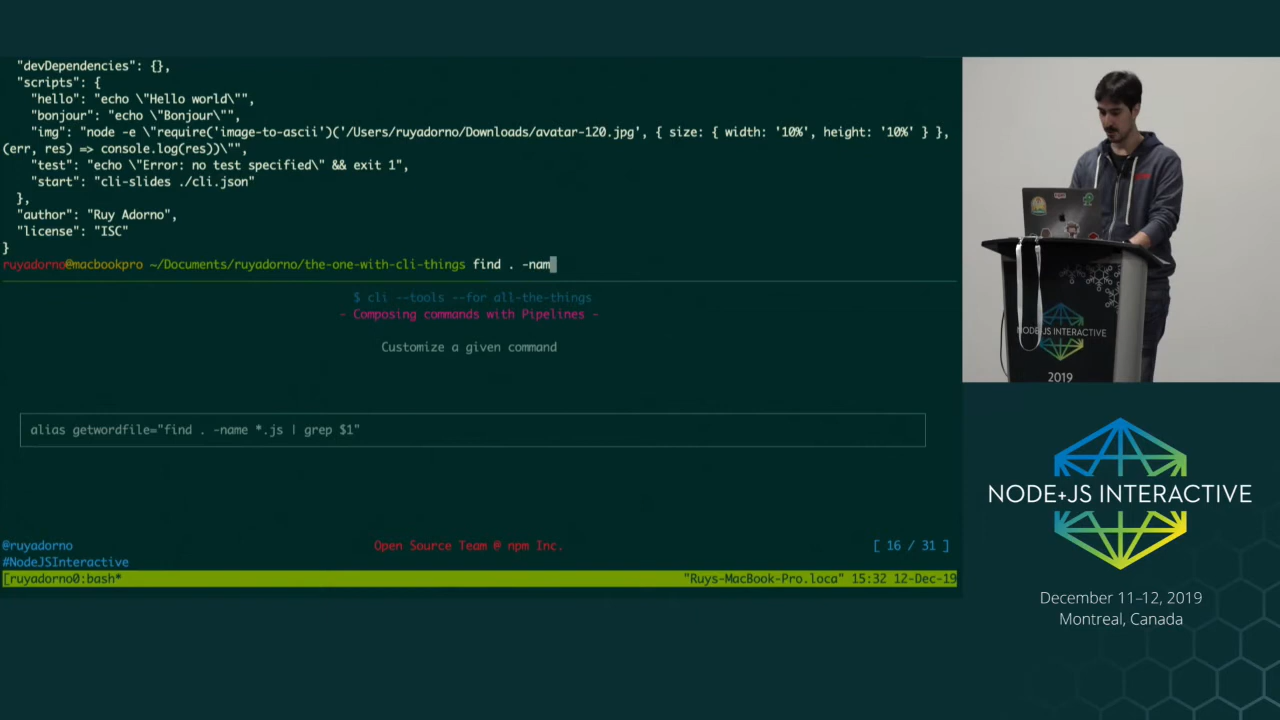 "devDependencies": {},
"scripts": {
"hello": "echo \"Hello world\"",
"bonjour": "echo \"Bonjour\"",
"img": "node -e \"require('image-to-ascii')('/Users/ruyadorno/Downloads/avatar-120.jpg', { size: { width: '10%', height: '10%' } },
(err, res) => console.log(res))\"",
"test": "echo \"Error: no test specified\" && exit 1",
"start": "cli-slides ./cli.json"
},
"author": "Ruy Adorno",
"license": "ISC"
}
ruyadorno@macbookpro ~/Documents/ruyadorno/the-one-with-cli-things find . -nam
$ cli --tools --for all-the-things
- Composing commands with Pipelines -
Customize a given command
alias getwordfile="find . -name *.js | grep $1"
@ruyadorno
Open Source Team @ npm Inc.
[ 16 / 31 ]
#NodeJSInteractive
[ruyadorno0:bash*
"Ruys-MacBook-Pro.loca" 15:32 12-Dec-19
NODE+JS INTERACTIVE
2019
NODE+JS INTERACTIVE
December 11–12, 2019
Montreal, Canada